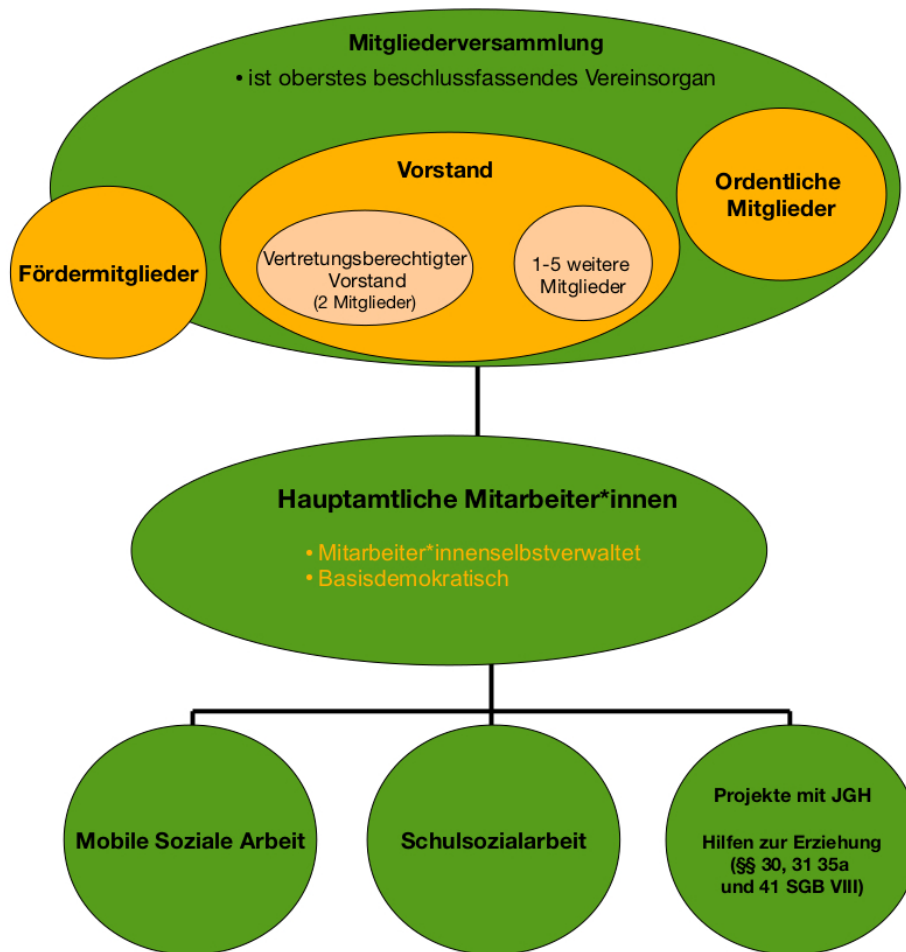 Mitgliederversammlung
• ist oberstes beschlussfassendes Vereinsorgan
Vorstand
Ordentliche
Mitglieder
Fördermitglieder
Vertretungsberechtigter
Vorstand
(2 Mitglieder)
1-5 weitere
Mitglieder
Hauptamtliche Mitarbeiter*innen
• Mitarbeiter*innenselbstverwaltet
• Basisdemokratisch
Mobile Soziale Arbeit
Schulsozialarbeit
Projekte mit JGH
Hilfen zur Erziehung
(§§ 30, 31 35a
und 41 SGB VIII)